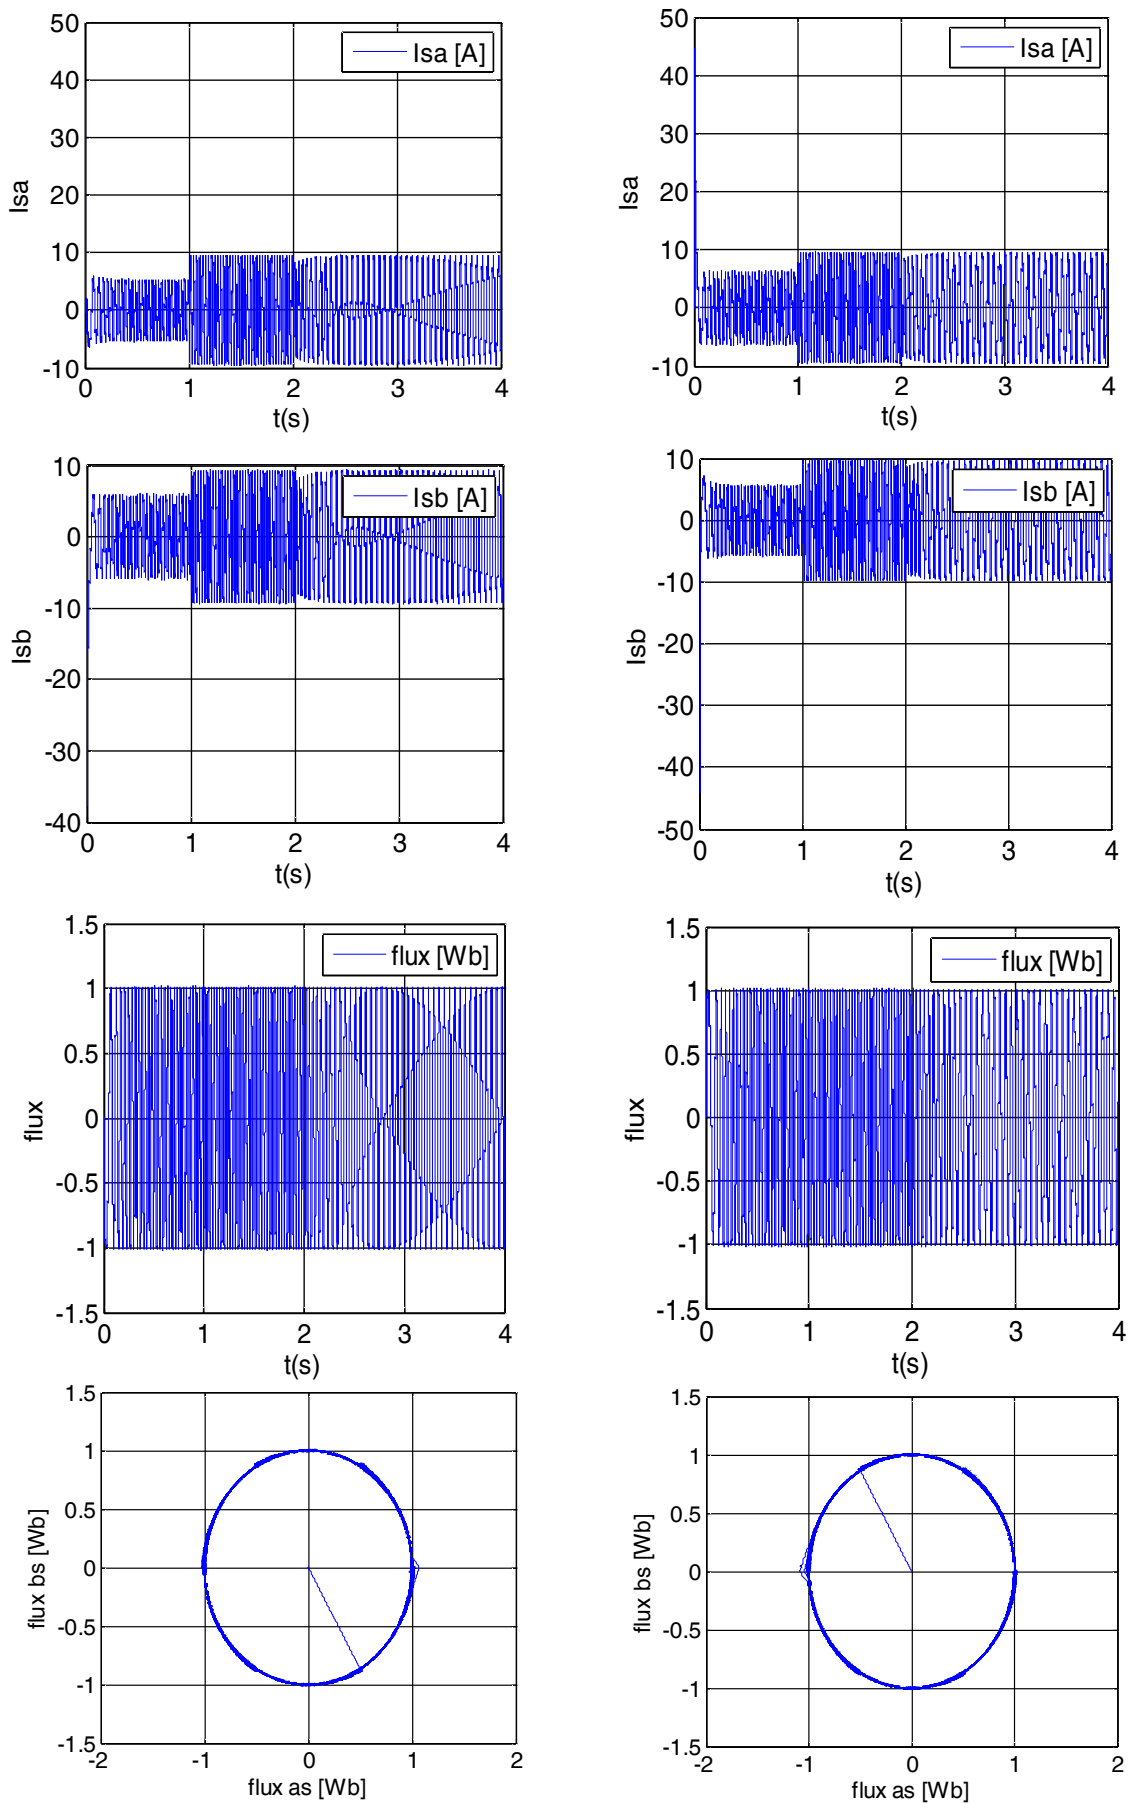 50
40
30
20
10
0
-10
Isa
Isa [A]
0 1 2 3 4
t(s)
50
40
30
20
10
0
-10
Isa
Isa [A]
0 1 2 3 4
t(s)
10
0
-10
-20
-30
-40
Isb
Isb [A]
0 1 2 3 4
t(s)
10
0
-10
-20
-30
-40
-50
Isb
Isb [A]
0 1 2 3 4
t(s)
1.5
1
0.5
0
-0.5
-1
-1.5
flux
flux [Wb]
0 1 2 3 4
t(s)
1.5
1
0.5
0
-0.5
-1
-1.5
flux
flux [Wb]
0 1 2 3 4
t(s)
1.5
1
0.5
0
-0.5
-1
-1.5
flux bs [Wb]
-2 -1 0 1 2
flux as [Wb]
1.5
1
0.5
0
-0.5
-1
-1.5
flux bs [Wb]
-2 -1 0 1 2
flux as [Wb]